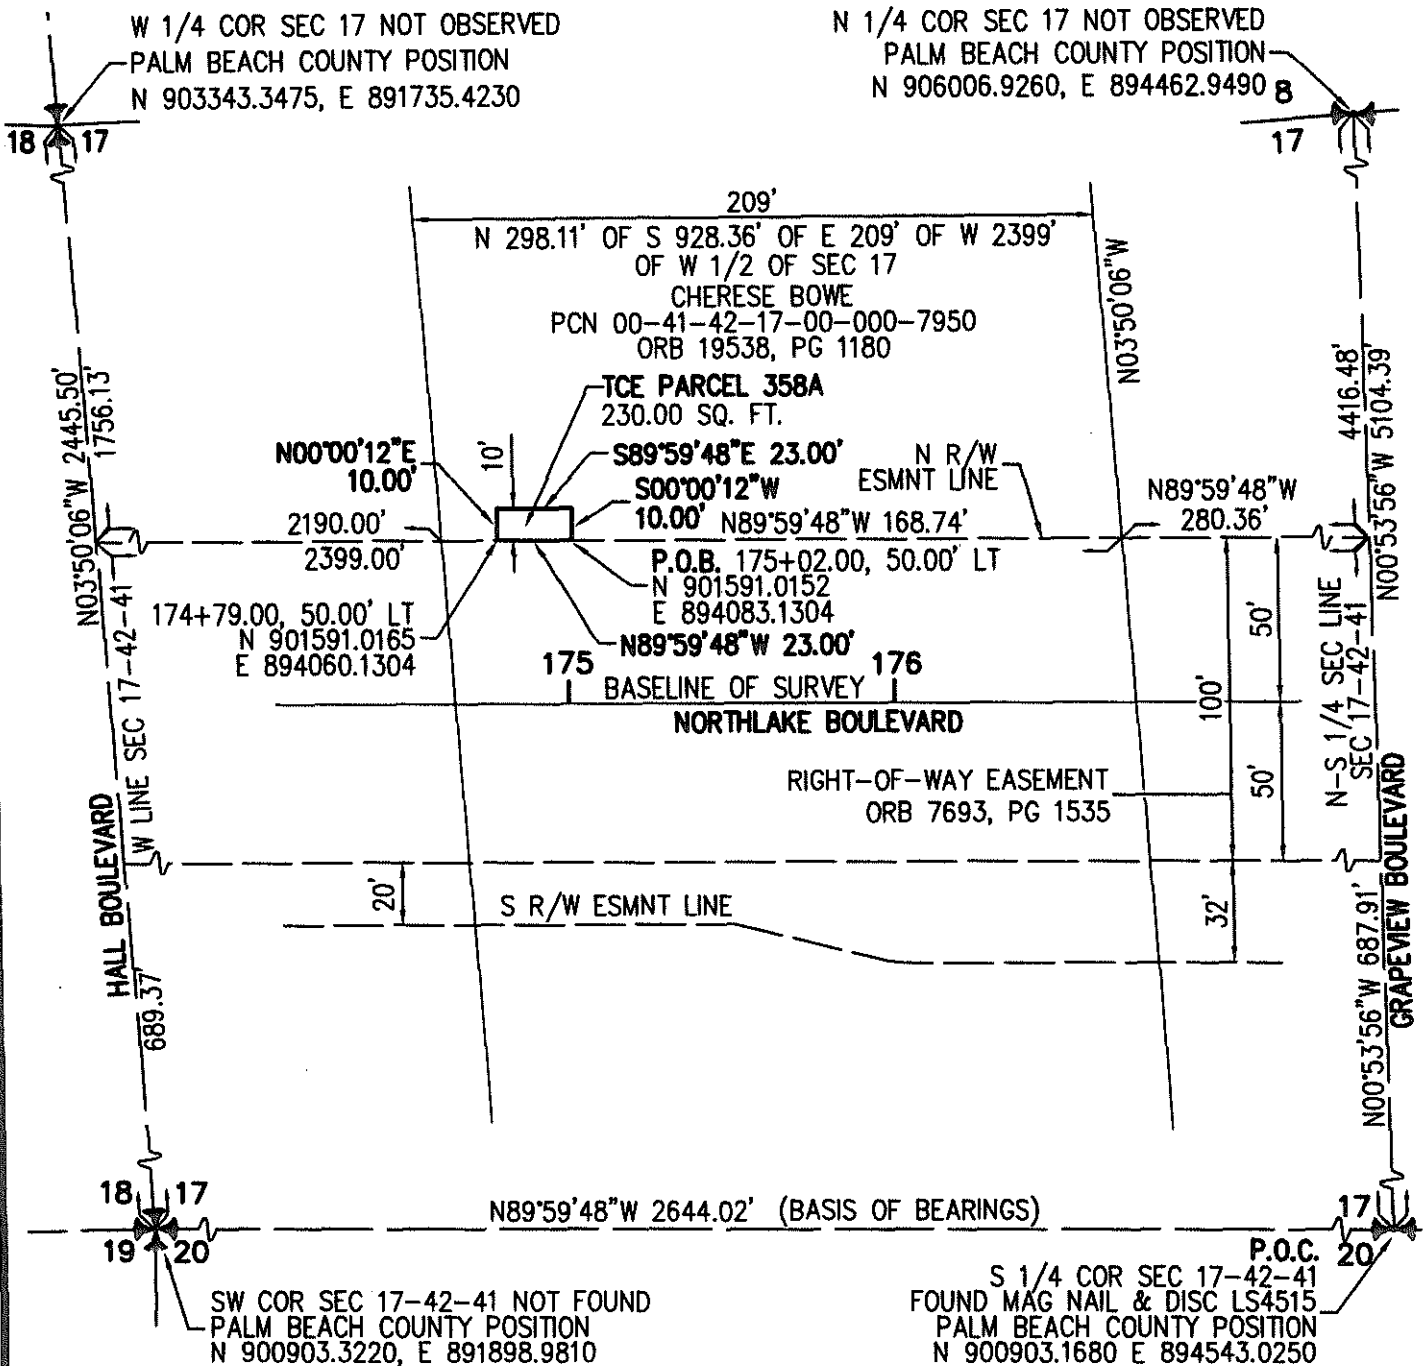 W 1/4 COR SEC 17 NOT OBSERVED
PALM BEACH COUNTY POSITION
N 903343.3475, E 891735.4230
N 1/4 COR SEC 17 NOT OBSERVED
PALM BEACH COUNTY POSITION
N 906006.9260, E 894462.9490
8
17
18 17
209'
N 298.11' OF S 928.36' OF E 209' OF W 2399'
OF W 1/2 OF SEC 17
CHERESE BOWE
PCN 00-41-42-17-00-000-7950
ORB 19538, PG 1180
TCE PARCEL 358A
230.00 SQ. FT.
N03°50'06"W
N03°50'06"W 2445.50'
1756.13'
4416.48'
N00°53'56"W 5104.39'
N00°00'12"E
10.00'
10'
S89°59'48"E 23.00'
S00°00'12"W
10.00'
N R/W
ESMNT LINE
N89°59'48"W
280.36'
2190.00'
2399.00'
N89°59'48"W 168.74'
P.O.B. 175+02.00, 50.00' LT
N 901591.0152
E 894083.1304
174+79.00, 50.00' LT
N 901591.0165
E 894060.1304
N89°59'48"W 23.00'
175
176
BASELINE OF SURVEY
NORTHLAKE BOULEVARD
50'
100'
50'
RIGHT-OF-WAY EASEMENT
ORB 7693, PG 1535
W LINE SEC 17-42-41
HALL BOULEVARD
N-S 1/4 SEC LINE
SEC 17-42-41
GRAPEVIEW BOULEVARD
20'
S R/W ESMNT LINE
32'
689.37'
N00°53'56"W 687.91'
18 17
19 20
N89°59'48"W 2644.02' (BASIS OF BEARINGS)
17
20
P.O.C.
S 1/4 COR SEC 17-42-41
FOUND MAG NAIL & DISC LS4515
PALM BEACH COUNTY POSITION
N 900903.1680 E 894543.0250
SW COR SEC 17-42-41 NOT FOUND
PALM BEACH COUNTY POSITION
N 900903.3220, E 891898.9810